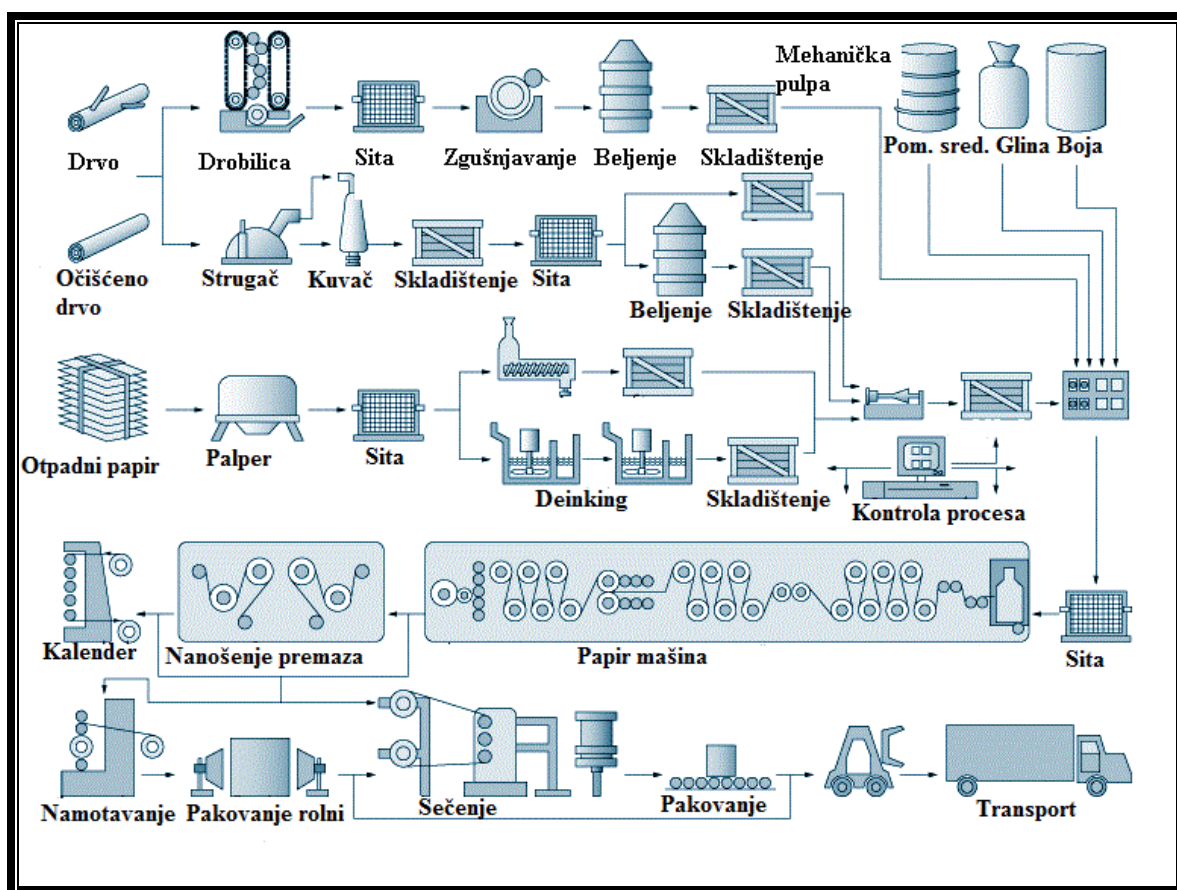 Mehanička
pulpa
Drvo
Drobilica
Sita
Zgušnjavanje
Beljenje
Skladištenje
Pom. sred. Glina Boja
Očišćeno
drvo
Strugač
Kuvač
Skladištenje
Sita
Beljenje
Skladištenje
Otpadni papir
Palper
Sita
Deinking
Skladištenje
Kontrola procesa
Kalender
Nanošenje premaza
Papir mašina
Sita
Namotavanje
Pakovanje rolni
Sečenje
Pakovanje
Transport